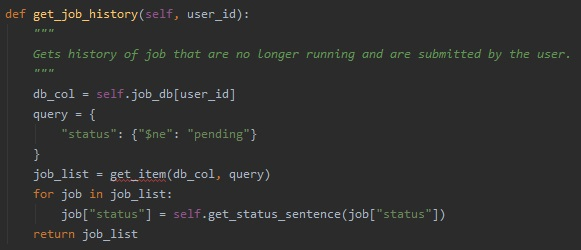 def get_job_history(self, user_id):
    """
    Gets history of job that are no longer running and are submitted by the user.
    """
    db_col = self.job_db[user_id]
    query = {
        "status": {"$ne": "pending"}
    }
    job_list = get_item(db_col, query)
    for job in job_list:
        job["status"] = self.get_status_sentence(job["status"])
    return job_list